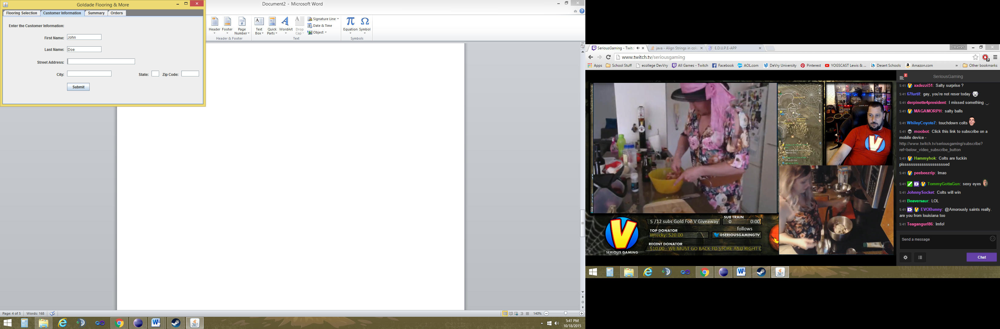 Goldade Flooring & More
Flooring Selection Customer Information Summary Orders
Enter the Customer Information:
First Name: John
Last Name: Doe
Street Address:
City: State: Zip Code:
Submit
Document2 - Microsoft Word
Header Footer Page Number
Header & Footer
Text Box Quick Parts WordArt Drop Cap
Signature Line
Date & Time
Object
Text
Equation Symbol
Symbols
Page: 4 of 5 Words: 168
140%
5:41 PM
10/18/2015
SeriousGaming - Twitc java - Align Strings in colu E.D.U.P.E-APP
Heather
www.twitch.tv/seriousgaming
Apps School Stuff ecollege DevVry All Games - Twitch Facebook AOL.com DeVry University Pinterest YOGSCAST Lewis & ... Desert Schools Amazon.com » Other bookmarks
2
SeriousGaming
5:41 xxdezzi51: Salty surprise ?
5:41 67furtif: gay, you're not reser today
5:41 derpinette4president: I missed something ._.
5:41 MAGAMORPH: salty balls
5:41 WhileyCoyote7: touchdown colts
5:41 moobot: Click this link to subscribe on a
mobile device -
http://www.twitch.tv/seriousgaming/subscribe?
ref=below_video_subscribe_button
5:41 Hammyhok: Colts are fuckin
pisssssssssssssssssssssed
5:41 peebeezrip: lmao
5:41 TommyGottaGun: sexy eyes
5:41 JohnnySocket: Colts will win
5:41 Beaversaur: LOL
5:41 EVOBunny: @Amorously saints really.
are you from louisiana too
5:41 Teagangurl86: lmfo!
Send a message
Chat
5 /12 subs Gold Foil V Giveaway
SUB TRAIN
0 0:00
follows
TOP DONATOR
Wrecky: $20.00
@SERIOUSGAMINGTV
RECENT DONATOR
: $10.00 - WE MUST GO BACK TO STORE AND RIGHT C
V
SERIOUS GAMING